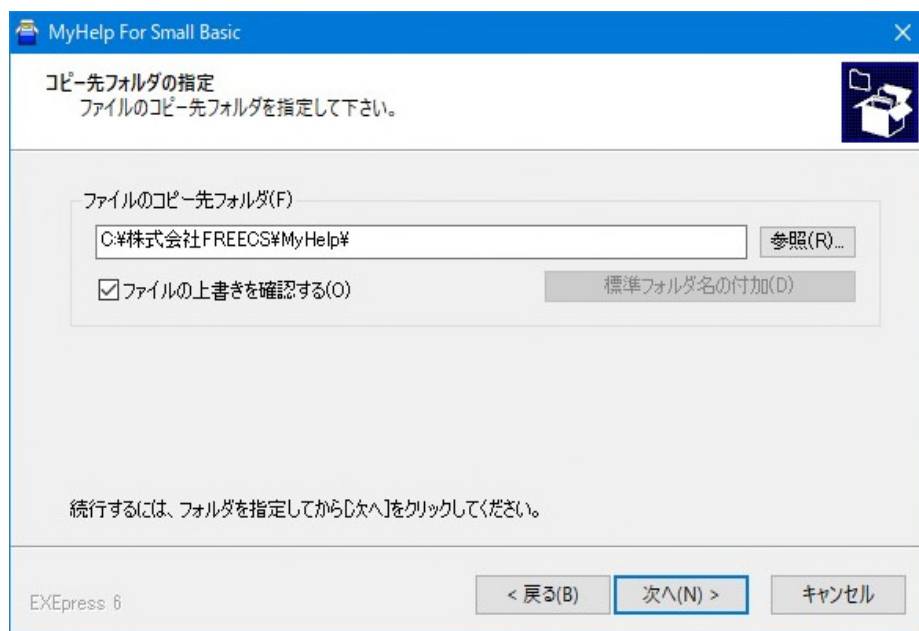 MyHelp For Small Basic
コピー先フォルダの指定
ファイルのコピー先フォルダを指定して下さい。
ファイルのコピー先フォルダ(F)
C:¥株式会社FREECS¥MyHelp¥
参照(R)...
ファイルの上書きを確認する(O)
標準フォルダ名の付加(D)
続行するには、フォルダを指定してから[次へ]をクリックしてください。
EXEpress 6
< 戻る(B)
次へ(N) >
キャンセル